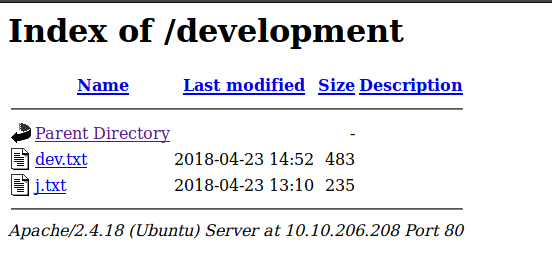 Index of /development
Name Last modified Size Description
Parent Directory -
dev.txt 2018-04-23 14:52 483
j.txt 2018-04-23 13:10 235
Apache/2.4.18 (Ubuntu) Server at 10.10.206.208 Port 80